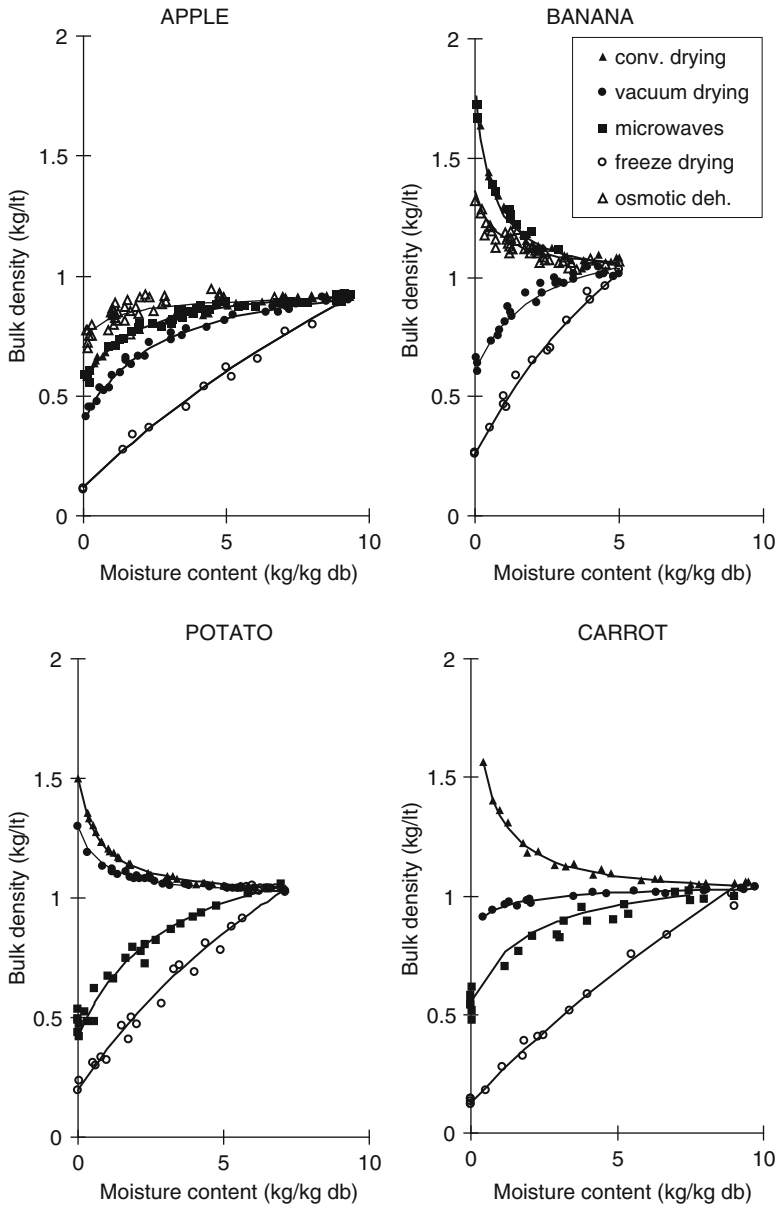 APPLE
2
1.5
1
0.5
0
0
5
10
Bulk density (kg/lt)
Moisture content (kg/kg db)
BANANA
2
1.5
1
0.5
0
0
5
10
Bulk density (kg/lt)
Moisture content (kg/kg db)
conv. drying
vacuum drying
microwaves
freeze drying
osmotic deh.
POTATO
2
1.5
1
0.5
0
0
5
10
Bulk density (kg/lt)
Moisture content (kg/kg db)
CARROT
2
1.5
1
0.5
0
0
5
10
Bulk density (kg/lt)
Moisture content (kg/kg db)